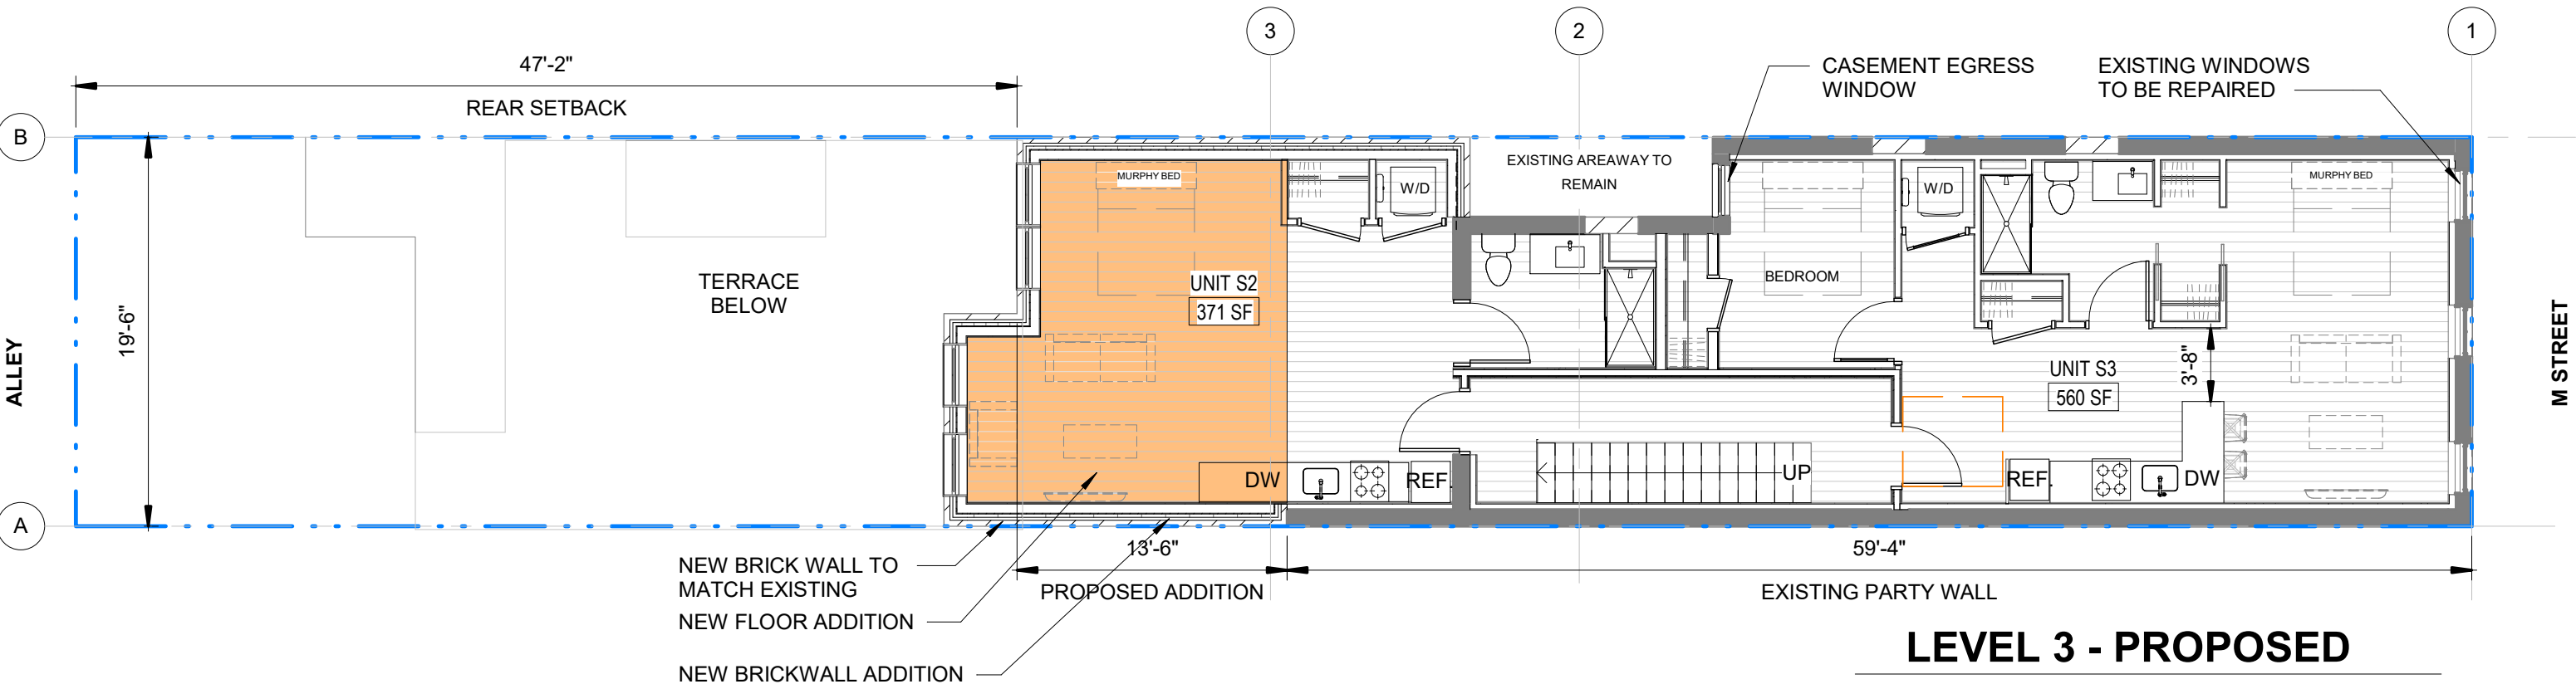 3
2
1
47'-2"
REAR SETBACK
CASEMENT EGRESS
WINDOW
EXISTING WINDOWS
TO BE REPAIRED
B
EXISTING AREAWAY TO
REMAIN
MURPHY BED
W/D
W/D
MURPHY BED
TERRACE
BELOW
UNIT S2
371 SF
BEDROOM
19'-6"
ALLEY
UNIT S3
560 SF
3'-8"
M STREET
DW
REF.
UP
REF.
DW
A
NEW BRICK WALL TO
MATCH EXISTING
NEW FLOOR ADDITION
NEW BRICKWALL ADDITION
13'-6"
PROPOSED ADDITION
59'-4"
EXISTING PARTY WALL
LEVEL 3 - PROPOSED